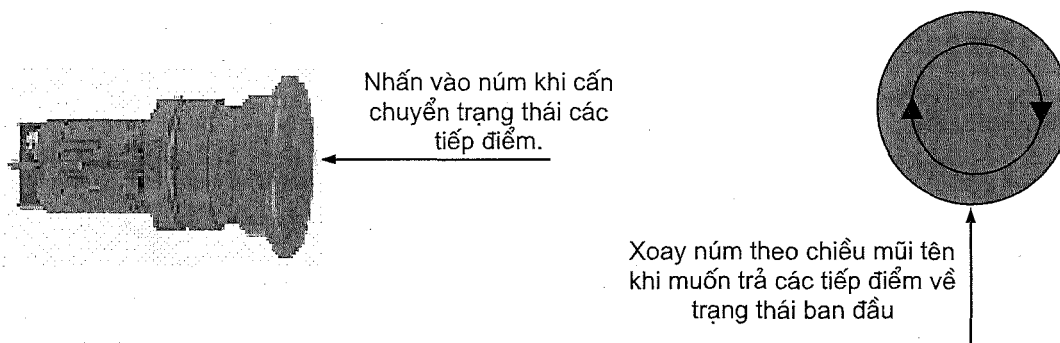 Nhấn vào núm khi cấn
chuyển trạng thái các
tiếp điểm.
Xoay núm theo chiều mũi tên
khi muốn trả các tiếp điểm về
trạng thái ban đầu